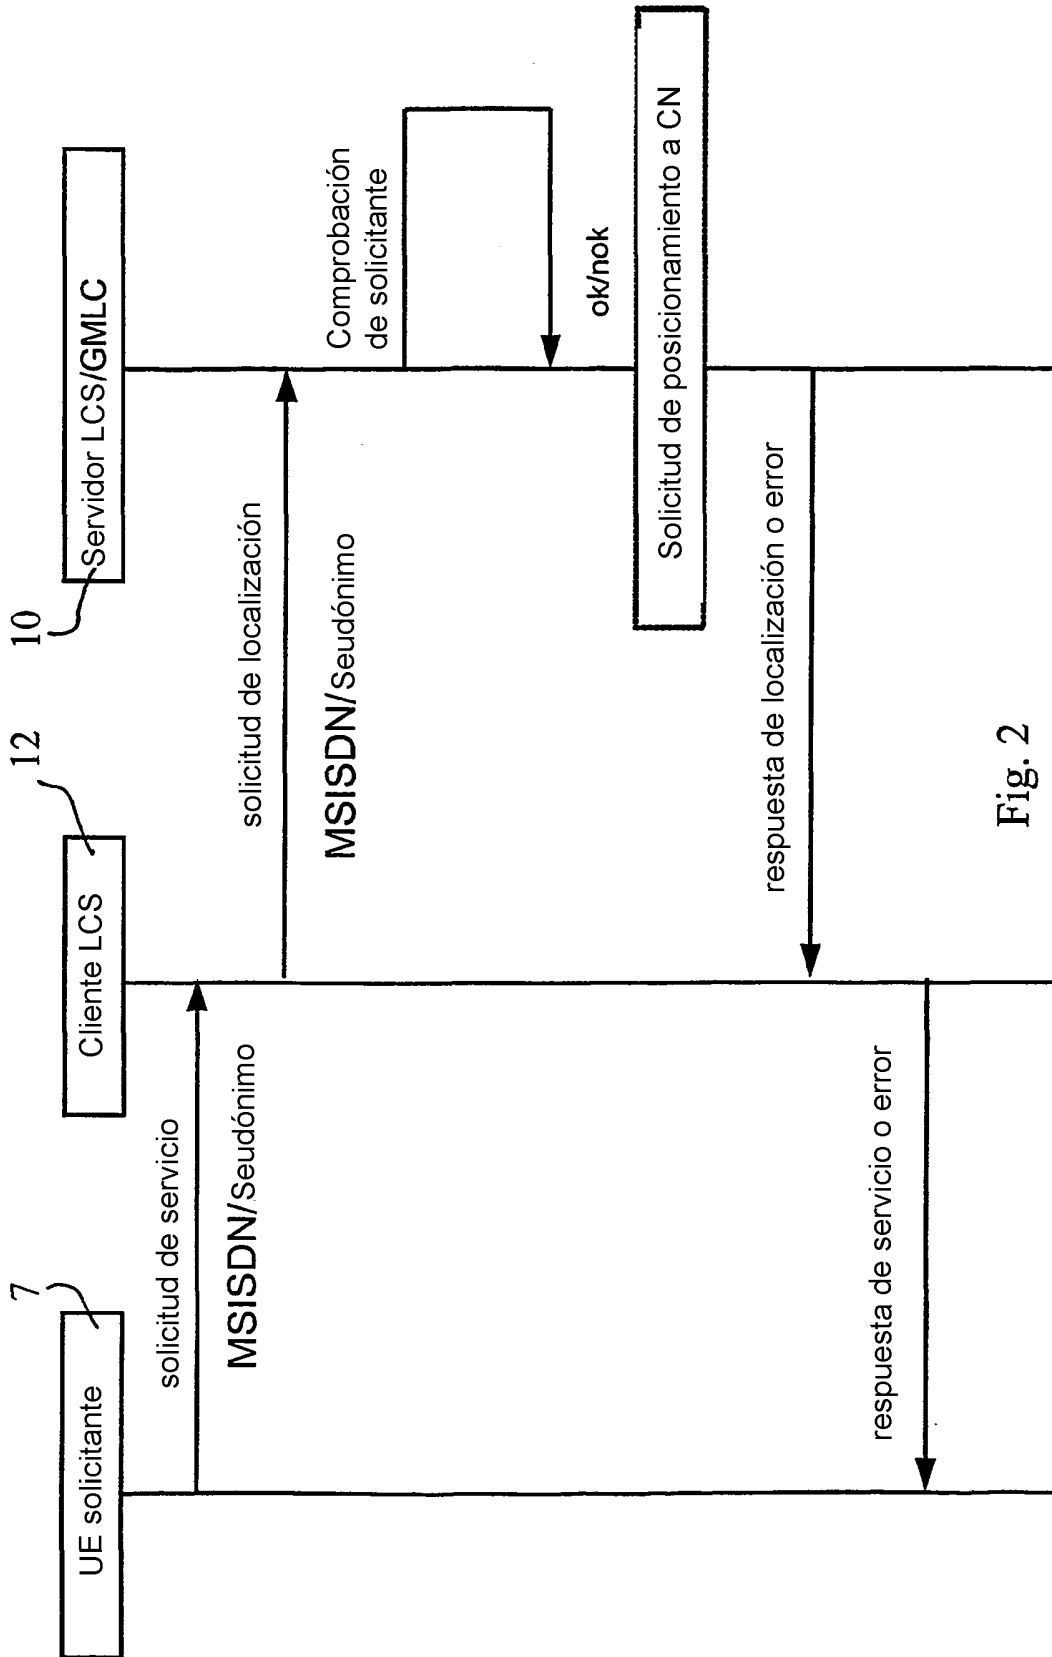 7
12
10
UE solicitante
Cliente LCS
Servidor LCS/GMLC
solicitud de servicio
MSISDN/Seudónimo
solicitud de localización
MSISDN/Seudónimo
Comprobación
de solicitante
ok/nok
Solicitud de posicionamiento a CN
respuesta de localización o error
respuesta de servicio o error
Fig. 2